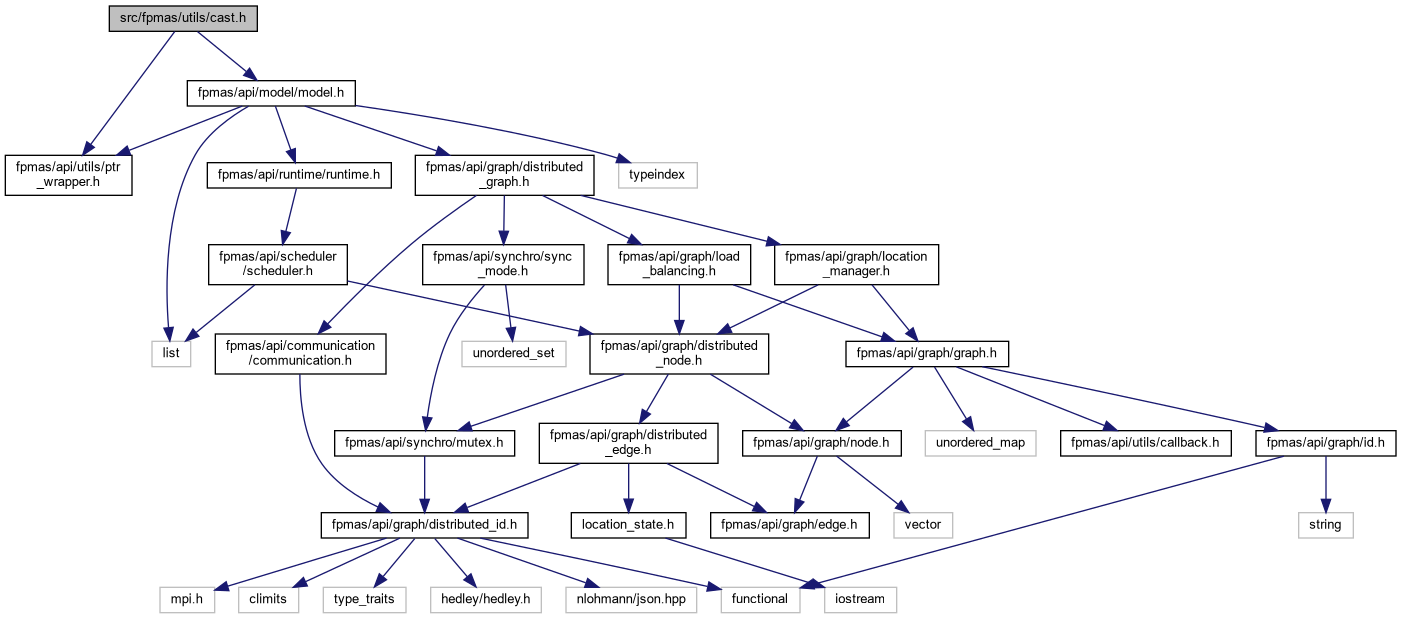 src/fpmas/utils/cast.h
fpmas/api/model/model.h
fpmas/api/utils/ptr
_wrapper.h
fpmas/api/runtime/runtime.h
fpmas/api/graph/distributed
_graph.h
typeindex
fpmas/api/scheduler
/scheduler.h
fpmas/api/synchro/sync
_mode.h
fpmas/api/graph/load
_balancing.h
fpmas/api/graph/location
_manager.h
list
fpmas/api/communication
/communication.h
unordered_set
fpmas/api/graph/distributed
_node.h
fpmas/api/graph/graph.h
fpmas/api/synchro/mutex.h
fpmas/api/graph/distributed
_edge.h
fpmas/api/graph/node.h
unordered_map
fpmas/api/utils/callback.h
fpmas/api/graph/id.h
fpmas/api/graph/distributed_id.h
location_state.h
fpmas/api/graph/edge.h
vector
string
mpi.h
climits
type_traits
hedley/hedley.h
nlohmann/json.hpp
functional
iostream